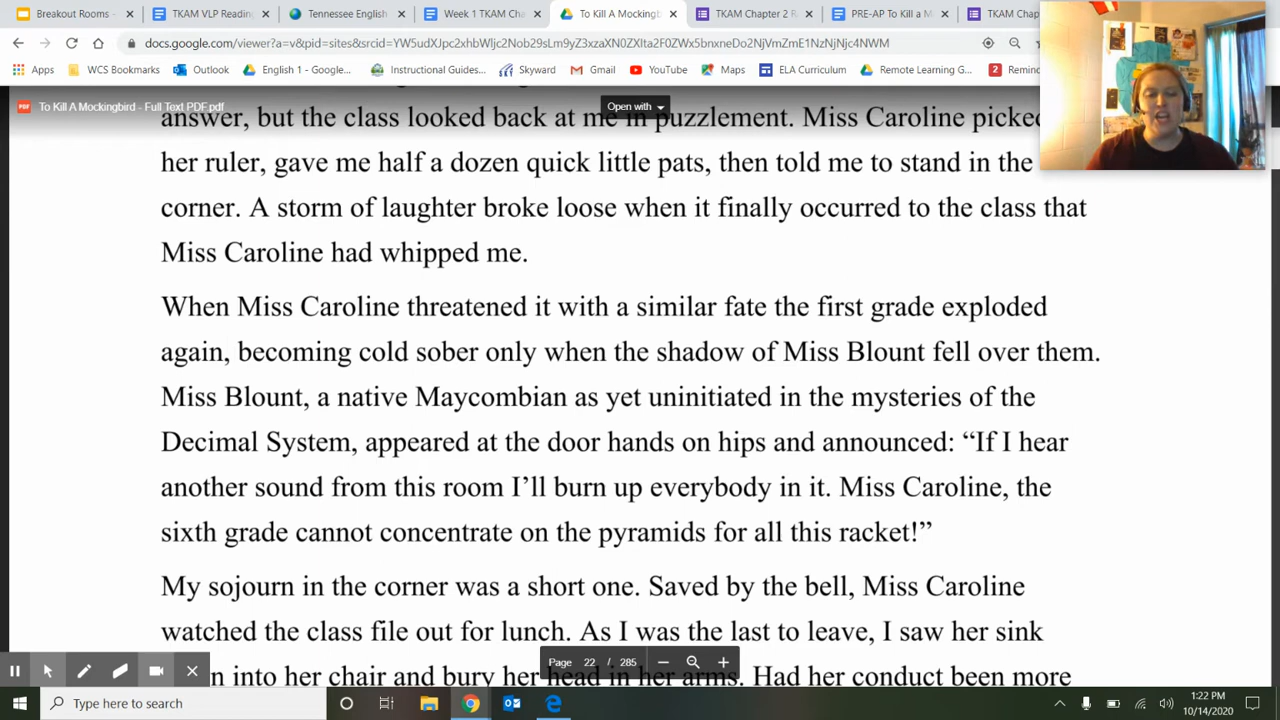 Breakout Rooms -
TKAM VLP Reading
Tennessee English
Week 1 TKAM Cha
To Kill A Mockingb
TKAM Chapter 2 R
PRE-AP To Kill a M
TKAM Chap
docs.google.com/viewer?a=v&pid=sites&srcid=
Apps
WCS Bookmarks
Outlook
English 1 - Google...
Instructional Guides...
Skyward
Gmail
YouTube
Maps
ELA Curriculum
Remote Learning G...
Remin
To Kill A Mockingbird - Full Text PDF.pdf
Open with
answer, but the class looked back at me in puzzlement. Miss Caroline picked
her ruler, gave me half a dozen quick little pats, then told me to stand in the
corner. A storm of laughter broke loose when it finally occurred to the class that
Miss Caroline had whipped me.
When Miss Caroline threatened it with a similar fate the first grade exploded
again, becoming cold sober only when the shadow of Miss Blount fell over them.
Miss Blount, a native Maycombian as yet uninitiated in the mysteries of the
Decimal System, appeared at the door hands on hips and announced: “If I hear
another sound from this room I’ll burn up everybody in it. Miss Caroline, the
sixth grade cannot concentrate on the pyramids for all this racket!”
My sojourn in the corner was a short one. Saved by the bell, Miss Caroline
watched the class file out for lunch. As I was the last to leave, I saw her sink
n into her chair and bury her head in her arms. Had her conduct been more
Page 22 / 285
Type here to search
1:22 PM
10/14/2020